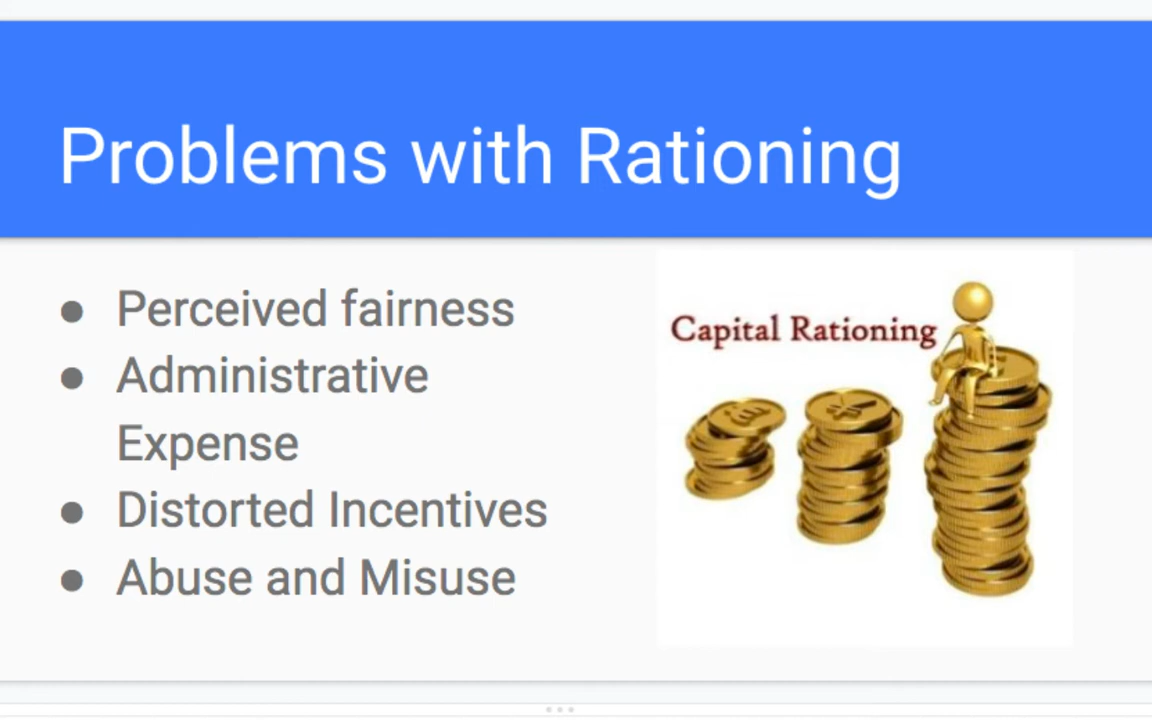 Problems with Rationing
● Perceived fairness
● Administrative
Expense
● Distorted Incentives
● Abuse and Misuse
Capital Rationing